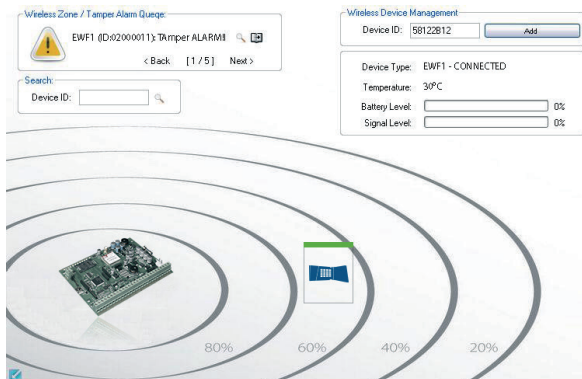 Wireless Zone / Tamper Alarm Queqe:
EWF1 (ID:02000011): TAmper ALARM!
< Back [1 / 5] Next >
Search:
Device ID:
Wireless Device Management
Device ID: 58122B12 Add
Device Type: EWF1 - CONNECTED
Temperature: 30ºC
Battery Level: 0%
Signal Level: 0%
80% 60% 40% 20%